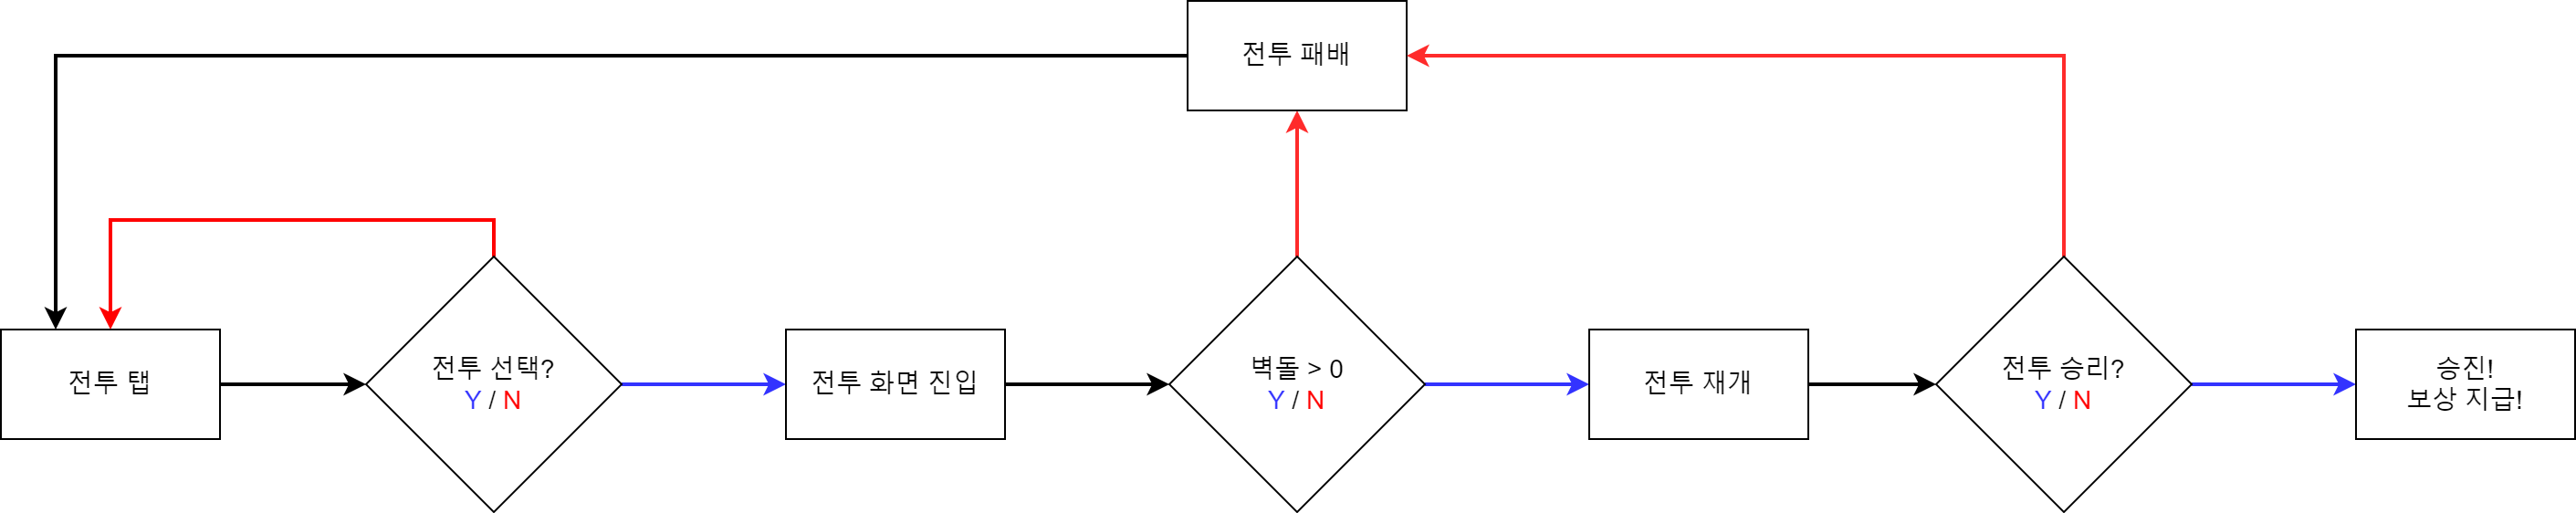 전투 패배
전투 탭
전투 선택?
Y / N
전투 화면 진입
벽돌 > 0
Y / N
전투 재개
전투 승리?
Y / N
승진!
보상 지급!